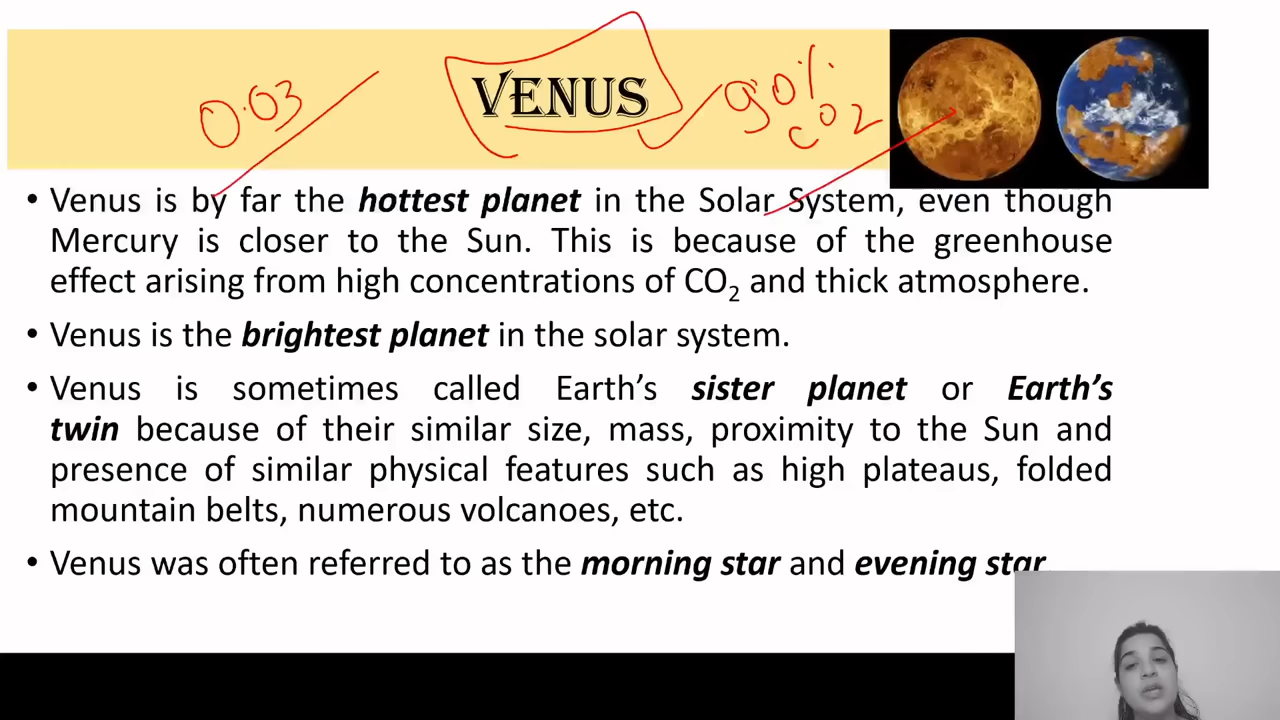 0.03
VENUS
90%
CO2
• Venus is by far the hottest planet in the Solar System, even though
Mercury is closer to the Sun. This is because of the greenhouse
effect arising from high concentrations of CO2 and thick atmosphere.
• Venus is the brightest planet in the solar system.
• Venus is sometimes called Earth's sister planet or Earth's
twin because of their similar size, mass, proximity to the Sun and
presence of similar physical features such as high plateaus, folded
mountain belts, numerous volcanoes, etc.
• Venus was often referred to as the morning star and evening star